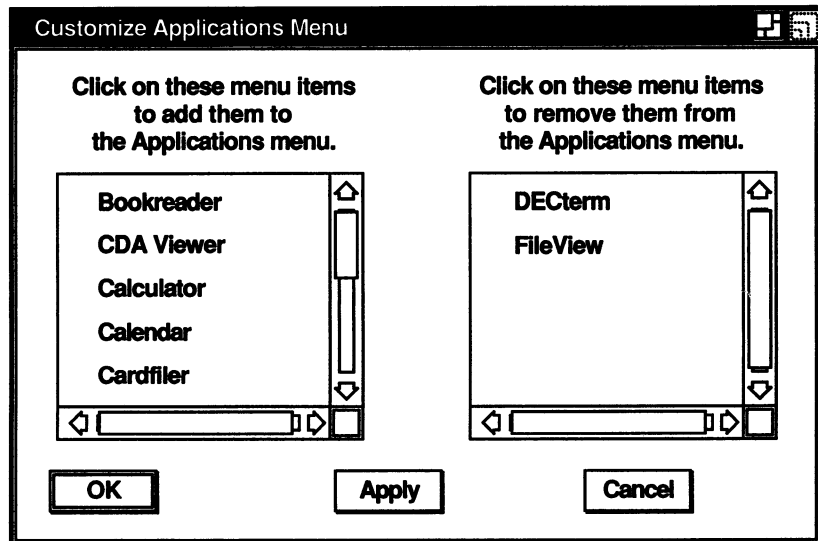 Customize Applications Menu
Click on these menu items
to add them to
the Applications menu.
Bookreader
CDA Viewer
Calculator
Calendar
Cardfiler
Click on these menu items
to remove them from
the Applications menu.
DECterm
FileView
OK
Apply
Cancel